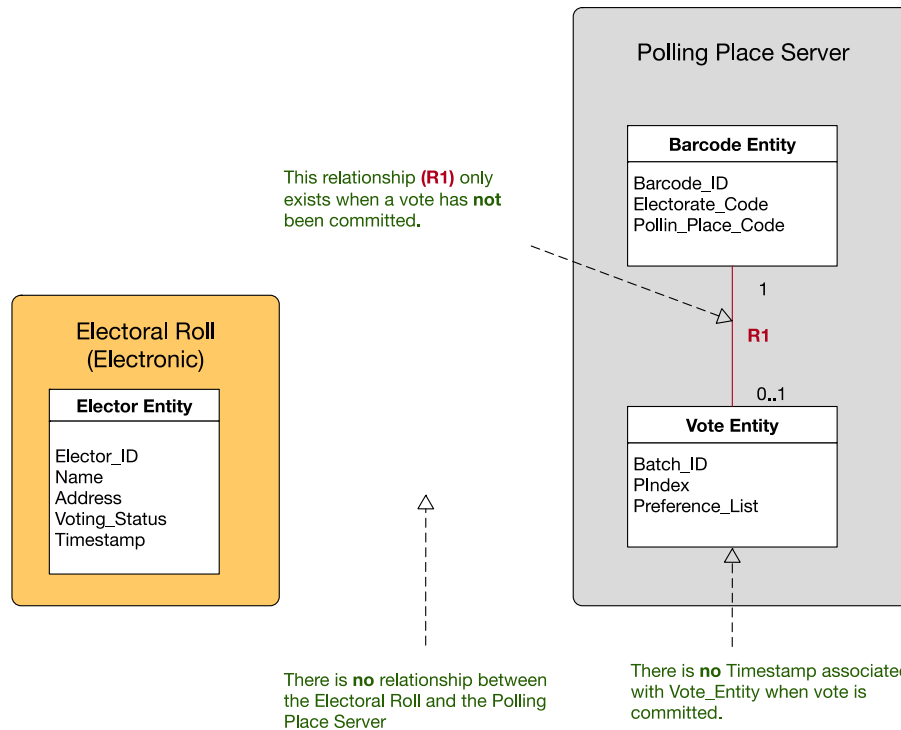 Polling Place Server
Barcode Entity
Barcode_ID
Electorate_Code
Pollin_Place_Code
This relationship (R1) only
exists when a vote has not
been committed.
1
R1
0..1
Electoral Roll
(Electronic)
Elector Entity
Elector_ID
Name
Address
Voting_Status
Timestamp
Vote Entity
Batch_ID
PIndex
Preference_List
There is no relationship between
the Electoral Roll and the Polling
Place Server
There is no Timestamp associated
with Vote_Entity when vote is
committed.